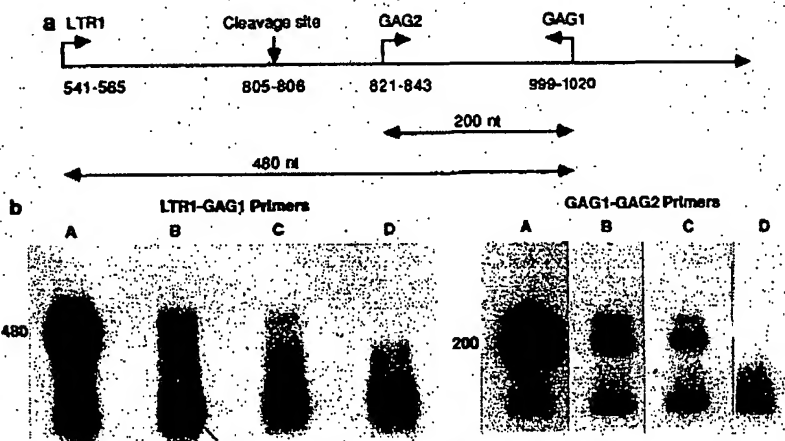 a LTR1 Cleavage site GAG2 GAG1
541-565 805-806 821-843 999-1020
200 nt
480 nt
b LTR1-GAG1 Primers GAG1-GAG2 Primers
A B C D A B C D
480 200